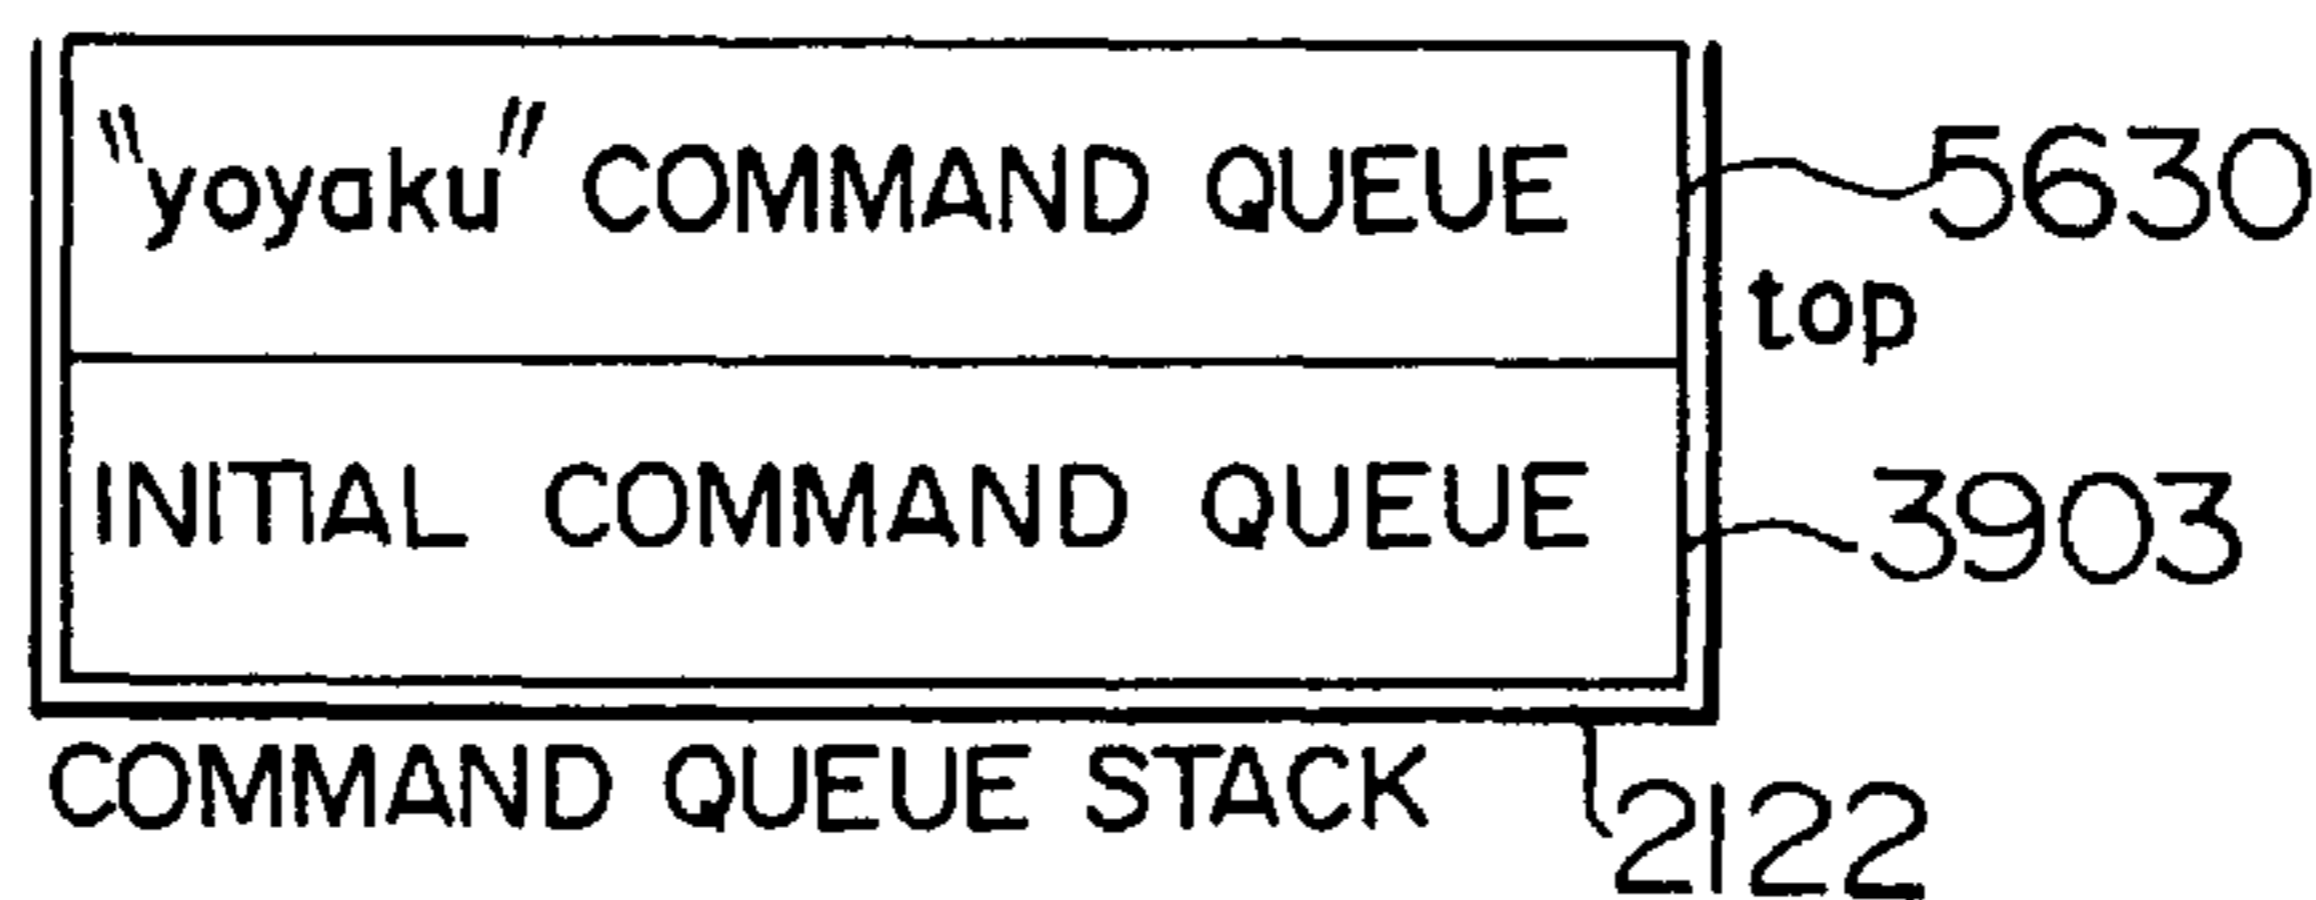 "yoyaku" COMMAND QUEUE 5630
top
INITIAL COMMAND QUEUE 3903
COMMAND QUEUE STACK 2122